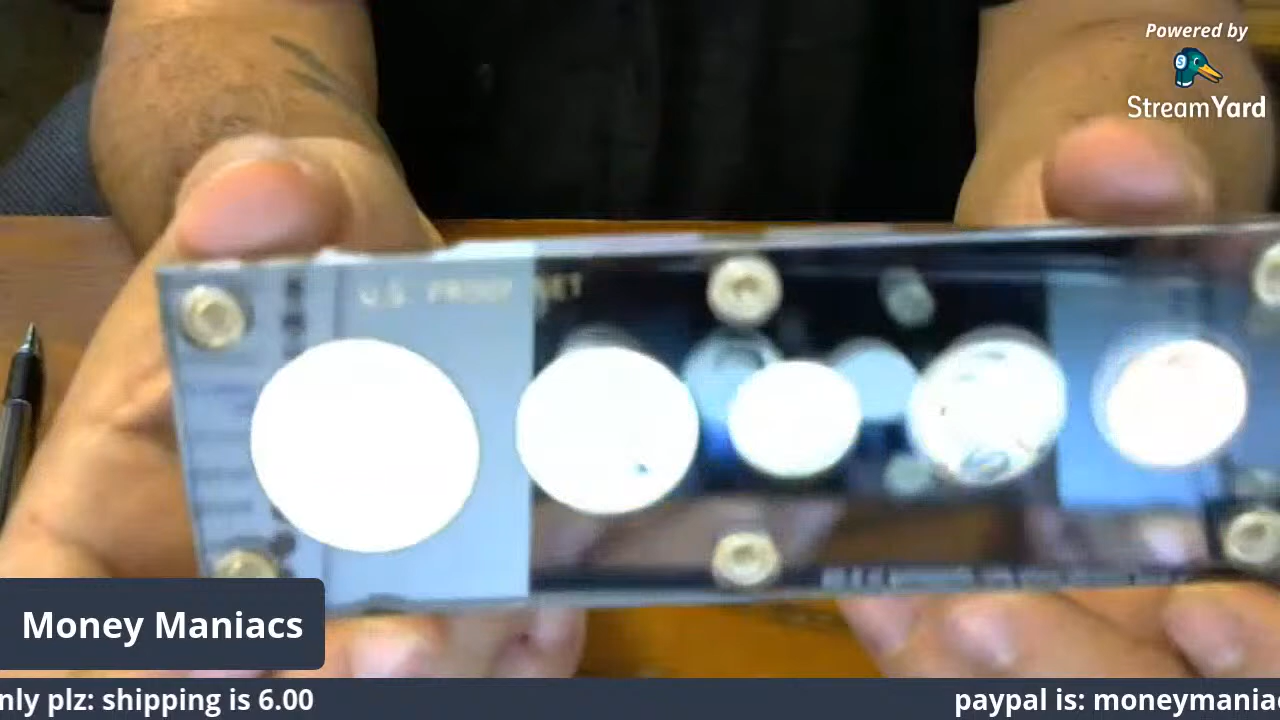 Powered by
StreamYard
U.S. PROOF SET
Money Maniacs
nly plz: shipping is 6.00
paypal is: moneymaniac